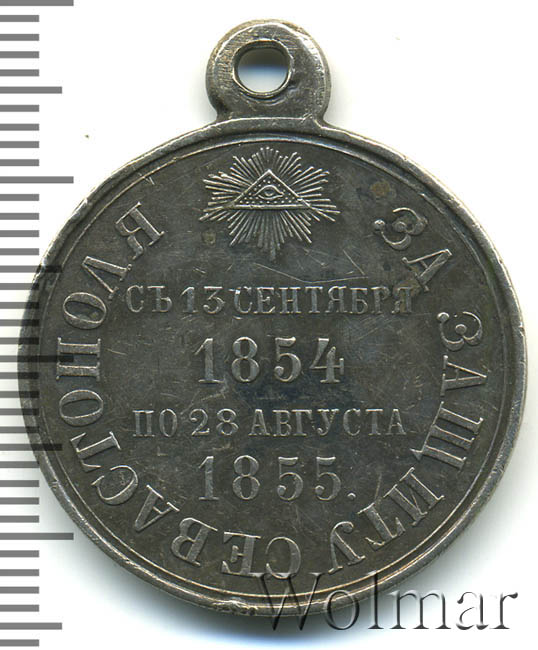 ЗА ЗАЩИТУ СЕВАСТОПОЛЯ
СЪ 13 СЕНТЯБРЯ
1854
ПО 28 АВГУСТА
1855.
Wolmar